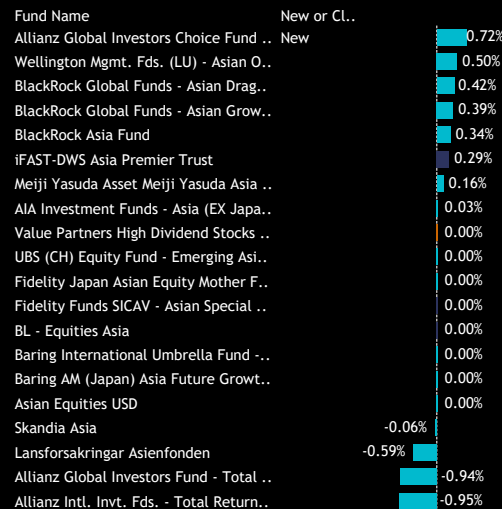 Fund Name New or Cl..
Allianz Global Investors Choice Fund .. New 0.72%
Wellington Mgmt. Fds. (LU) - Asian O.. 0.50%
BlackRock Global Funds - Asian Drag.. 0.42%
BlackRock Global Funds - Asian Grow.. 0.39%
BlackRock Asia Fund 0.34%
iFAST-DWS Asia Premier Trust 0.29%
Meiji Yasuda Asset Meiji Yasuda Asia .. 0.16%
AIA Investment Funds - Asia (EX Japa.. 0.03%
Value Partners High Dividend Stocks .. 0.00%
UBS (CH) Equity Fund - Emerging Asi.. 0.00%
Fidelity Japan Asian Equity Mother F.. 0.00%
Fidelity Funds SICAV - Asian Special .. 0.00%
BL - Equities Asia 0.00%
Baring International Umbrella Fund -.. 0.00%
Baring AM (Japan) Asia Future Growt.. 0.00%
Asian Equities USD 0.00%
Skandia Asia -0.06%
Lansforsakringar Asienfonden -0.59%
Allianz Global Investors Fund - Total .. -0.94%
Allianz Intl. Invt. Fds. - Total Return.. -0.95%